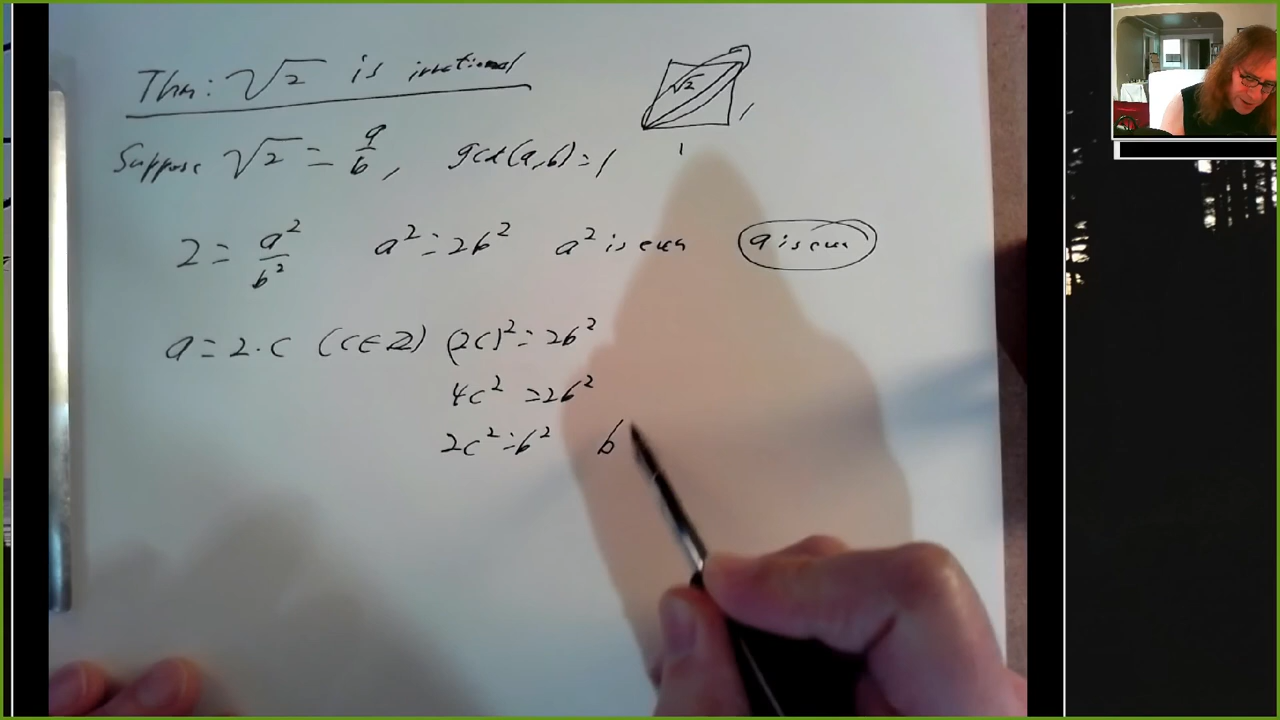 Thm: √2 is irrational
√2
1
1
Suppose √2 = a/b, gcd(a,b)=1
2 = a²/b² a² = 2b² a² is even a is even
a = 2·c (c∈ℤ) (2c)² = 2b²
4c² = 2b²
2c² = b² b